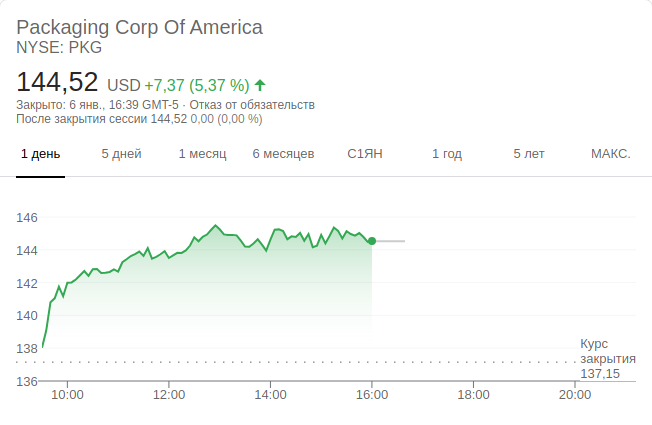 Packaging Corp Of America
NYSE: PKG
144,52 USD +7,37 (5,37 %)
Закрыто: 6 янв., 16:39 GMT-5 · Отказ от обязательств
После закрытия сессии 144,52 0,00 (0,00 %)
1 день 5 дней 1 месяц 6 месяцев С1ЯН 1 год 5 лет МАКС.
146
144
142
140
138
136
Курс
закрытия
137,15
10:00 12:00 14:00 16:00 18:00 20:00